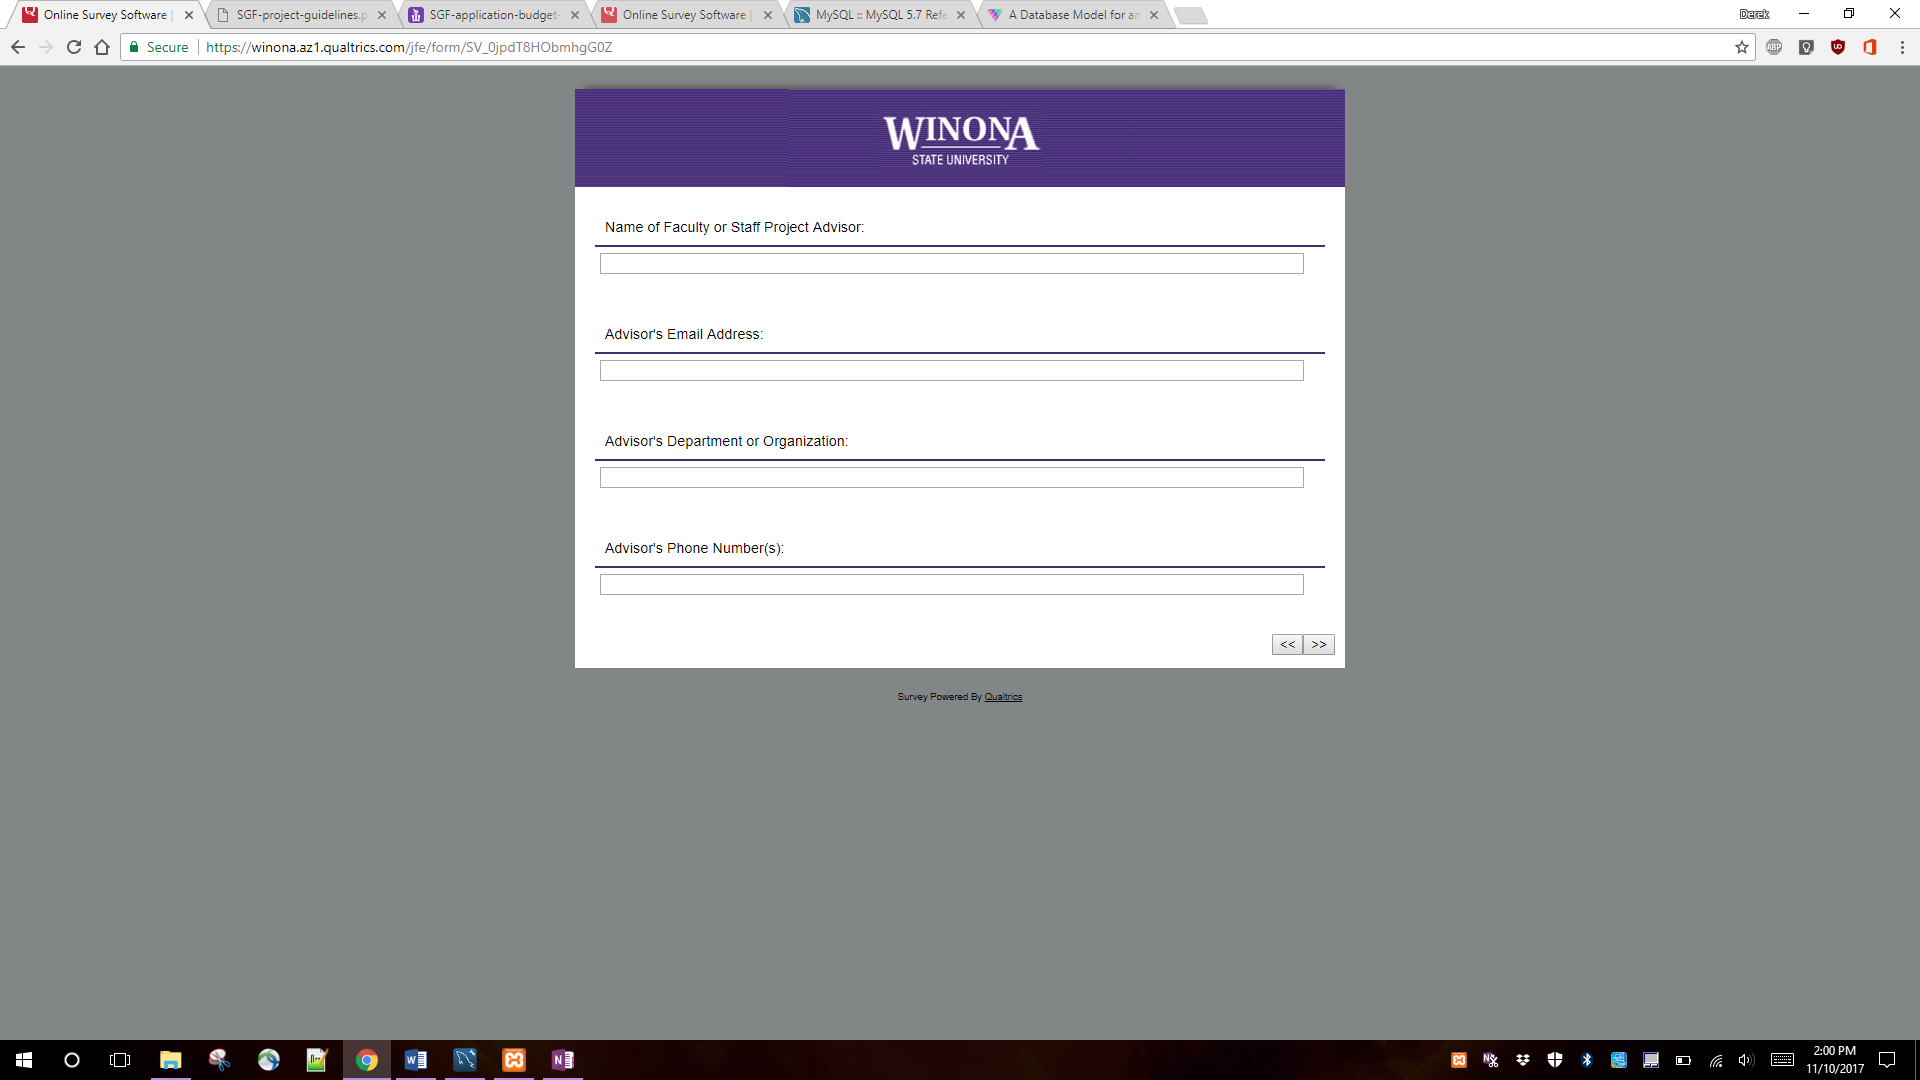 Online Survey Software |
SGF-project-guidelines.p
SGF-application-budget-
Online Survey Software |
MySQL :: MySQL 5.7 Refe
A Database Model for an
Derek
Secure
https://winona.az1.qualtrics.com/jfe/form/SV_0jpdT8HObmhgG0Z
ABP
WINONA
STATE UNIVERSITY
Name of Faculty or Staff Project Advisor:
Advisor's Email Address:
Advisor's Department or Organization:
Advisor's Phone Number(s):
<< >>
Survey Powered By Qualtrics
2:00 PM
11/10/2017